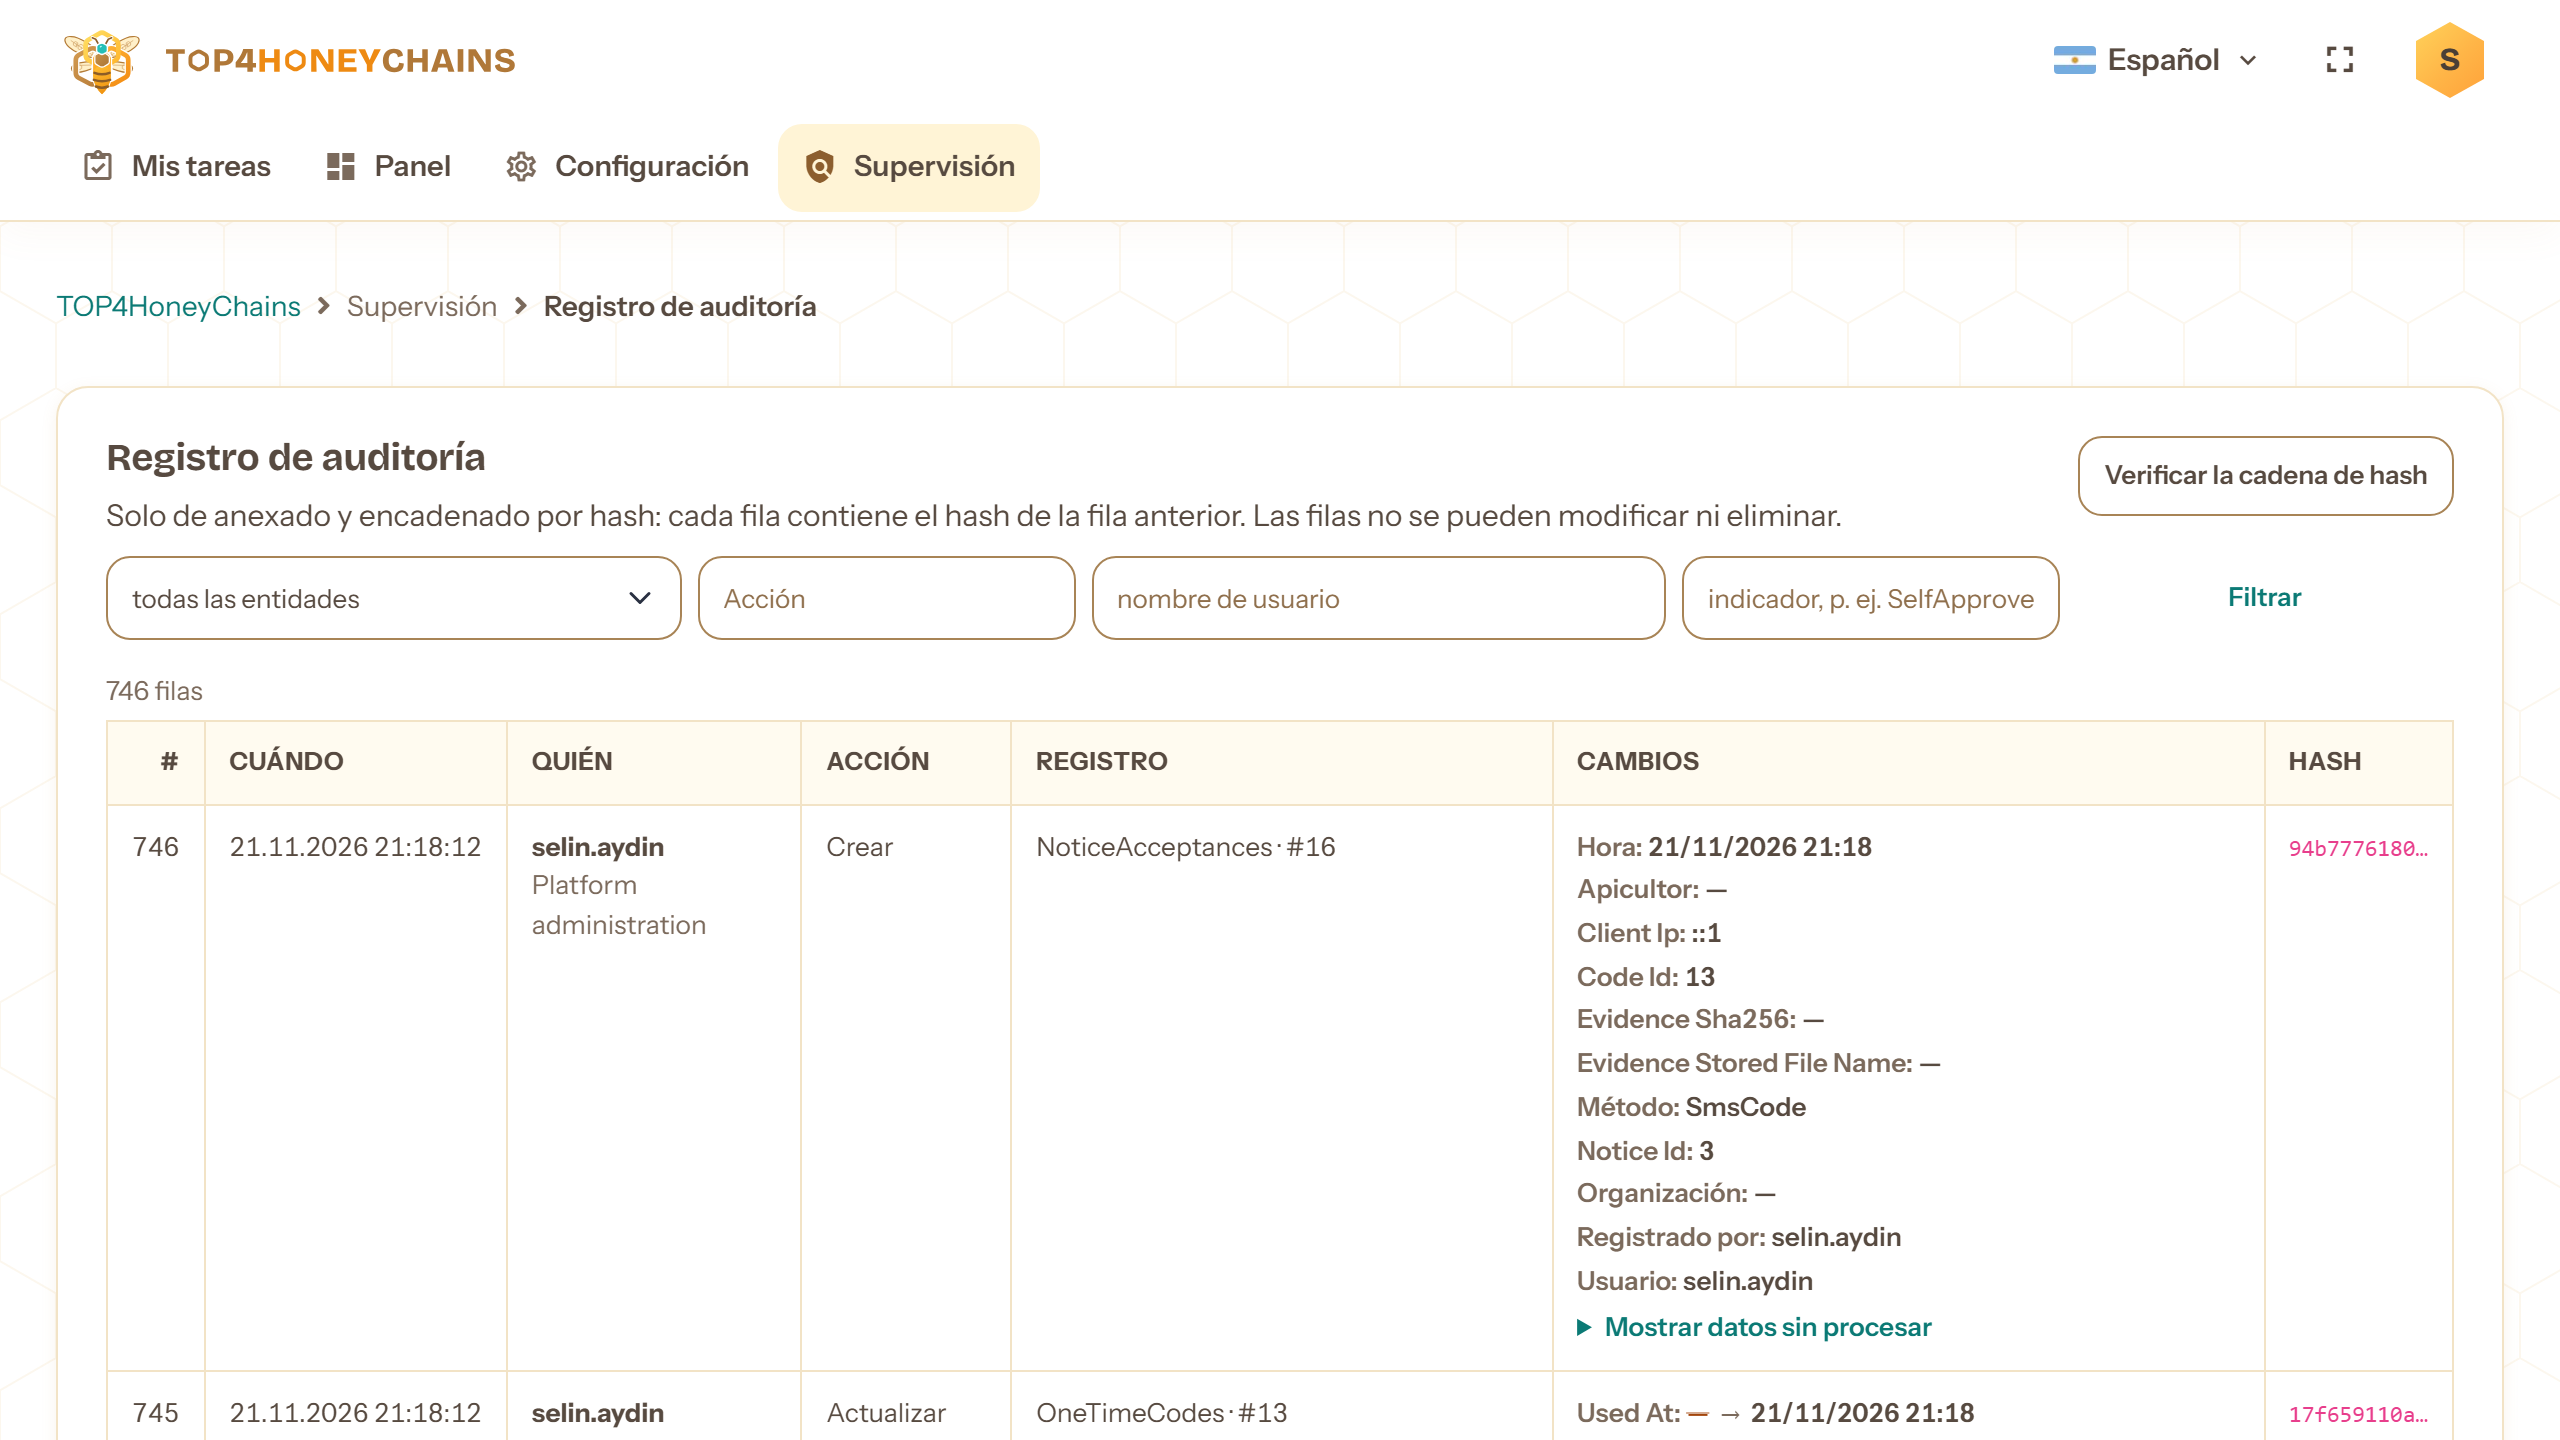 TOP4HONEYCHAINS
Español
S
Mis tareas
Panel
Configuración
Supervisión
TOP4HoneyChains > Supervisión > Registro de auditoría
Registro de auditoría
Verificar la cadena de hash
Solo de anexado y encadenado por hash: cada fila contiene el hash de la fila anterior. Las filas no se pueden modificar ni eliminar.
todas las entidades
Acción
nombre de usuario
indicador, p. ej. SelfApprove
Filtrar
746 filas
# CUÁNDO QUIÉN ACCIÓN REGISTRO CAMBIOS HASH
746 21.11.2026 21:18:12 selin.aydin Crear NoticeAcceptances · #16 Hora: 21/11/2026 21:18 94b7776180…
Platform
administration
Apicultor: —
Client Ip: ::1
Code Id: 13
Evidence Sha256: —
Evidence Stored File Name: —
Método: SmsCode
Notice Id: 3
Organización: —
Registrado por: selin.aydin
Usuario: selin.aydin
Mostrar datos sin procesar
745 21.11.2026 21:18:12 selin.aydin Actualizar OneTimeCodes · #13 Used At: — → 21/11/2026 21:18 17f659110a…